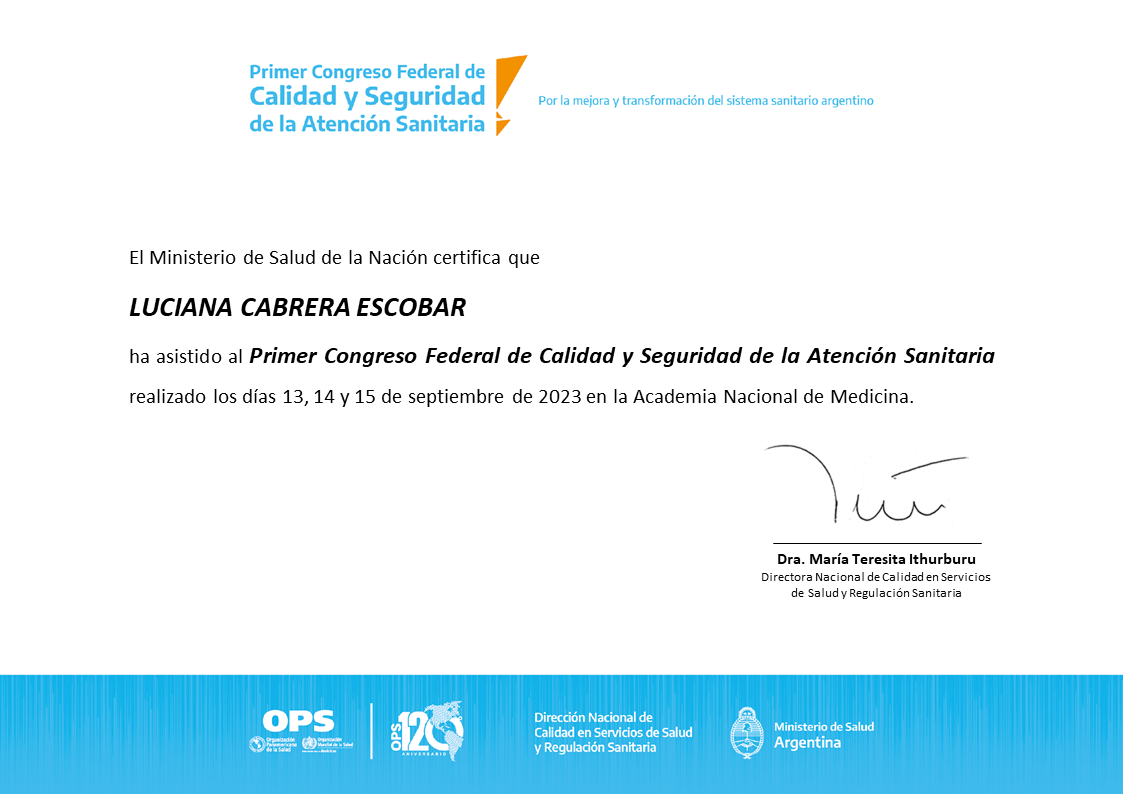 Primer Congreso Federal de
Calidad y Seguridad
de la Atención Sanitaria
Por la mejora y transformación del sistema sanitario argentino
El Ministerio de Salud de la Nación certifica que
LUCIANA CABRERA ESCOBAR
ha asistido al Primer Congreso Federal de Calidad y Seguridad de la Atención Sanitaria
realizado los días 13, 14 y 15 de septiembre de 2023 en la Academia Nacional de Medicina.
Dra. María Teresita Ithurburu
Directora Nacional de Calidad en Servicios
de Salud y Regulación Sanitaria
OPS
Organización
Panamericana
de la Salud
Organización
Mundial de la Salud
OPS
120
ANIVERSARIO
Dirección Nacional de
Calidad en Servicios de Salud
y Regulación Sanitaria
Ministerio de Salud
Argentina